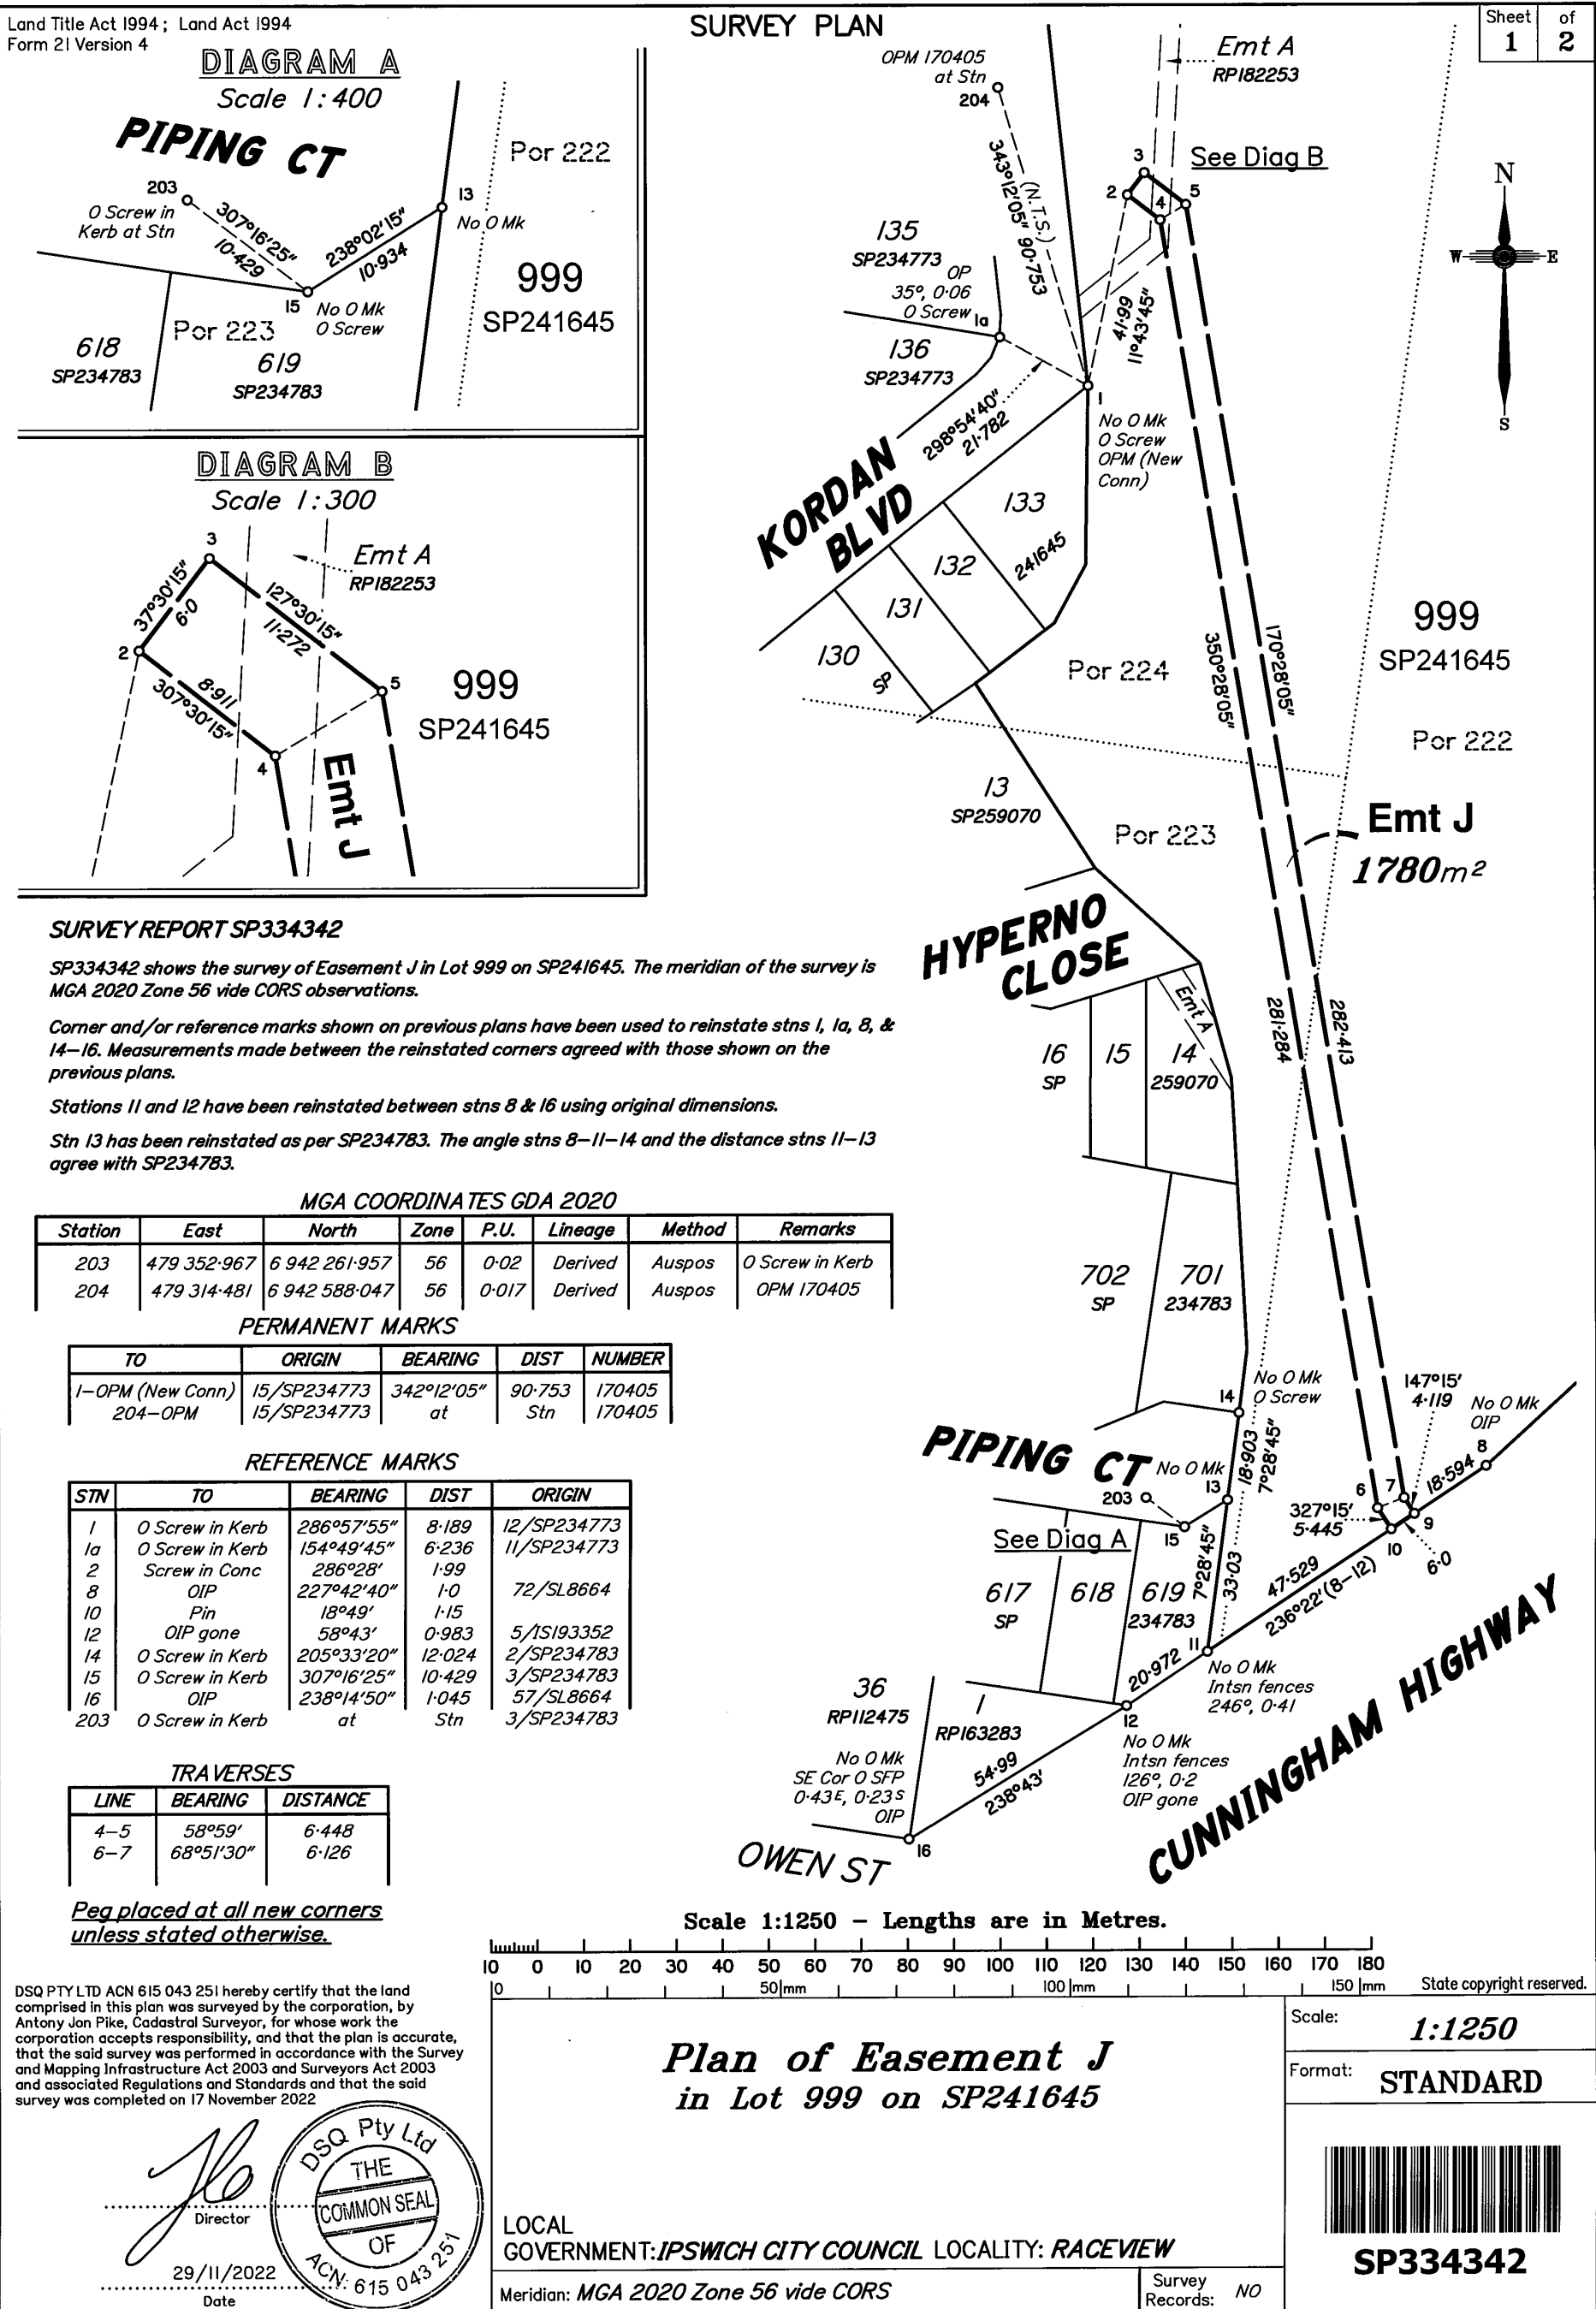 Land Title Act 1994 ; Land Act 1994
Form 21 Version 4
SURVEY PLAN
Sheet 1 of 2
DIAGRAM A
Scale 1:400
PIPING CT
Por 222
203
O Screw in
Kerb at Stn
307°16'25"
10·429
238°02'15"
10·934
13
No O Mk
999
SP241645
15
No O Mk
O Screw
Por 223
618
SP234783
619
SP234783
DIAGRAM B
Scale 1:300
3
Emt A
RP182253
37°30'15"
6·0
127°30'15"
11·272
2
8·911
307°30'15"
5
999
SP241645
4
Emt J
OPM 170405
at Stn
204
Emt A
RP182253
343°12'05" 90·753
(N.T.S.)
3
See Diag B
2
4
5
N
W
E
S
135
SP234773
OP
35°, 0·06
O Screw
1a
136
SP234773
41·99
11°43'45"
298°54'40"
21·782
1
No O Mk
O Screw
OPM (New
Conn)
KORDAN
BLVD
133
241645
132
131
130
SP
Por 224
350°28'05"
170°28'05"
999
SP241645
Por 222
13
SP259070
Por 223
Emt J
1780m²
HYPERNO
CLOSE
Emt A
281·284
282·413
16
SP
15
14
259070
702
SP
701
234783
14
No O Mk
O Screw
147°15'
4·119
No O Mk
OIP
8
18·903
7°28'45"
PIPING CT
No O Mk
13
203
15
See Diag A
6
7
18·594
327°15'
5·445
9
10
6·0
617
SP
618
619
234783
7°28'45"
33·03
47·529
236°22' (8-12)
11
No O Mk
Intsn fences
246°, 0·41
20·972
36
RP112475
1
RP163283
12
No O Mk
Intsn fences
126°, 0·2
OIP gone
No O Mk
SE Cor O SFP
0·43E, 0·23S
OIP
54·99
238°43'
16
OWEN ST
CUNNINGHAM HIGHWAY
SURVEY REPORT SP334342
SP334342 shows the survey of Easement J in Lot 999 on SP241645. The meridian of the survey is
MGA 2020 Zone 56 vide CORS observations.
Corner and/or reference marks shown on previous plans have been used to reinstate stns 1, 1a, 8, &
14-16. Measurements made between the reinstated corners agreed with those shown on the
previous plans.
Stations 11 and 12 have been reinstated between stns 8 & 16 using original dimensions.
Stn 13 has been reinstated as per SP234783. The angle stns 8-11-14 and the distance stns 11-13
agree with SP234783.
MGA COORDINATES GDA 2020
Station East North Zone P.U. Lineage Method Remarks
203 479 352·967 6 942 261·957 56 0·02 Derived Auspos O Screw in Kerb
204 479 314·481 6 942 588·047 56 0·017 Derived Auspos OPM 170405
PERMANENT MARKS
TO ORIGIN BEARING DIST NUMBER
1-OPM (New Conn) 15/SP234773 342°12'05" 90·753 170405
204-OPM 15/SP234773 at Stn 170405
REFERENCE MARKS
STN TO BEARING DIST ORIGIN
1 O Screw in Kerb 286°57'55" 8·189 12/SP234773
1a O Screw in Kerb 154°49'45" 6·236 11/SP234773
2 Screw in Conc 286°28' 1·99
8 OIP 227°42'40" 1·0 72/SL8664
10 Pin 18°49' 1·15
12 OIP gone 58°43' 0·983 5/IS193352
14 O Screw in Kerb 205°33'20" 12·024 2/SP234783
15 O Screw in Kerb 307°16'25" 10·429 3/SP234783
16 OIP 238°14'50" 1·045 57/SL8664
203 O Screw in Kerb at Stn 3/SP234783
TRAVERSES
LINE BEARING DISTANCE
4-5 58°59' 6·448
6-7 68°51'30" 6·126
Peg placed at all new corners
unless stated otherwise.
Scale 1:1250 - Lengths are in Metres.
10 0 10 20 30 40 50 60 70 80 90 100 110 120 130 140 150 160 170 180
0 50 mm 100 mm 150 mm
State copyright reserved.
DSQ PTY LTD ACN 615 043 251 hereby certify that the land
comprised in this plan was surveyed by the corporation, by
Antony Jon Pike, Cadastral Surveyor, for whose work the
corporation accepts responsibility, and that the plan is accurate,
that the said survey was performed in accordance with the Survey
and Mapping Infrastructure Act 2003 and Surveyors Act 2003
and associated Regulations and Standards and that the said
survey was completed on 17 November 2022
Director
29/11/2022
Date
DSQ Pty Ltd
THE
COMMON SEAL
OF
ACN: 615 043 251
Plan of Easement J
in Lot 999 on SP241645
LOCAL
GOVERNMENT: IPSWICH CITY COUNCIL LOCALITY: RACEVIEW
Meridian: MGA 2020 Zone 56 vide CORS
Survey
Records: NO
Scale: 1:1250
Format: STANDARD
SP334342